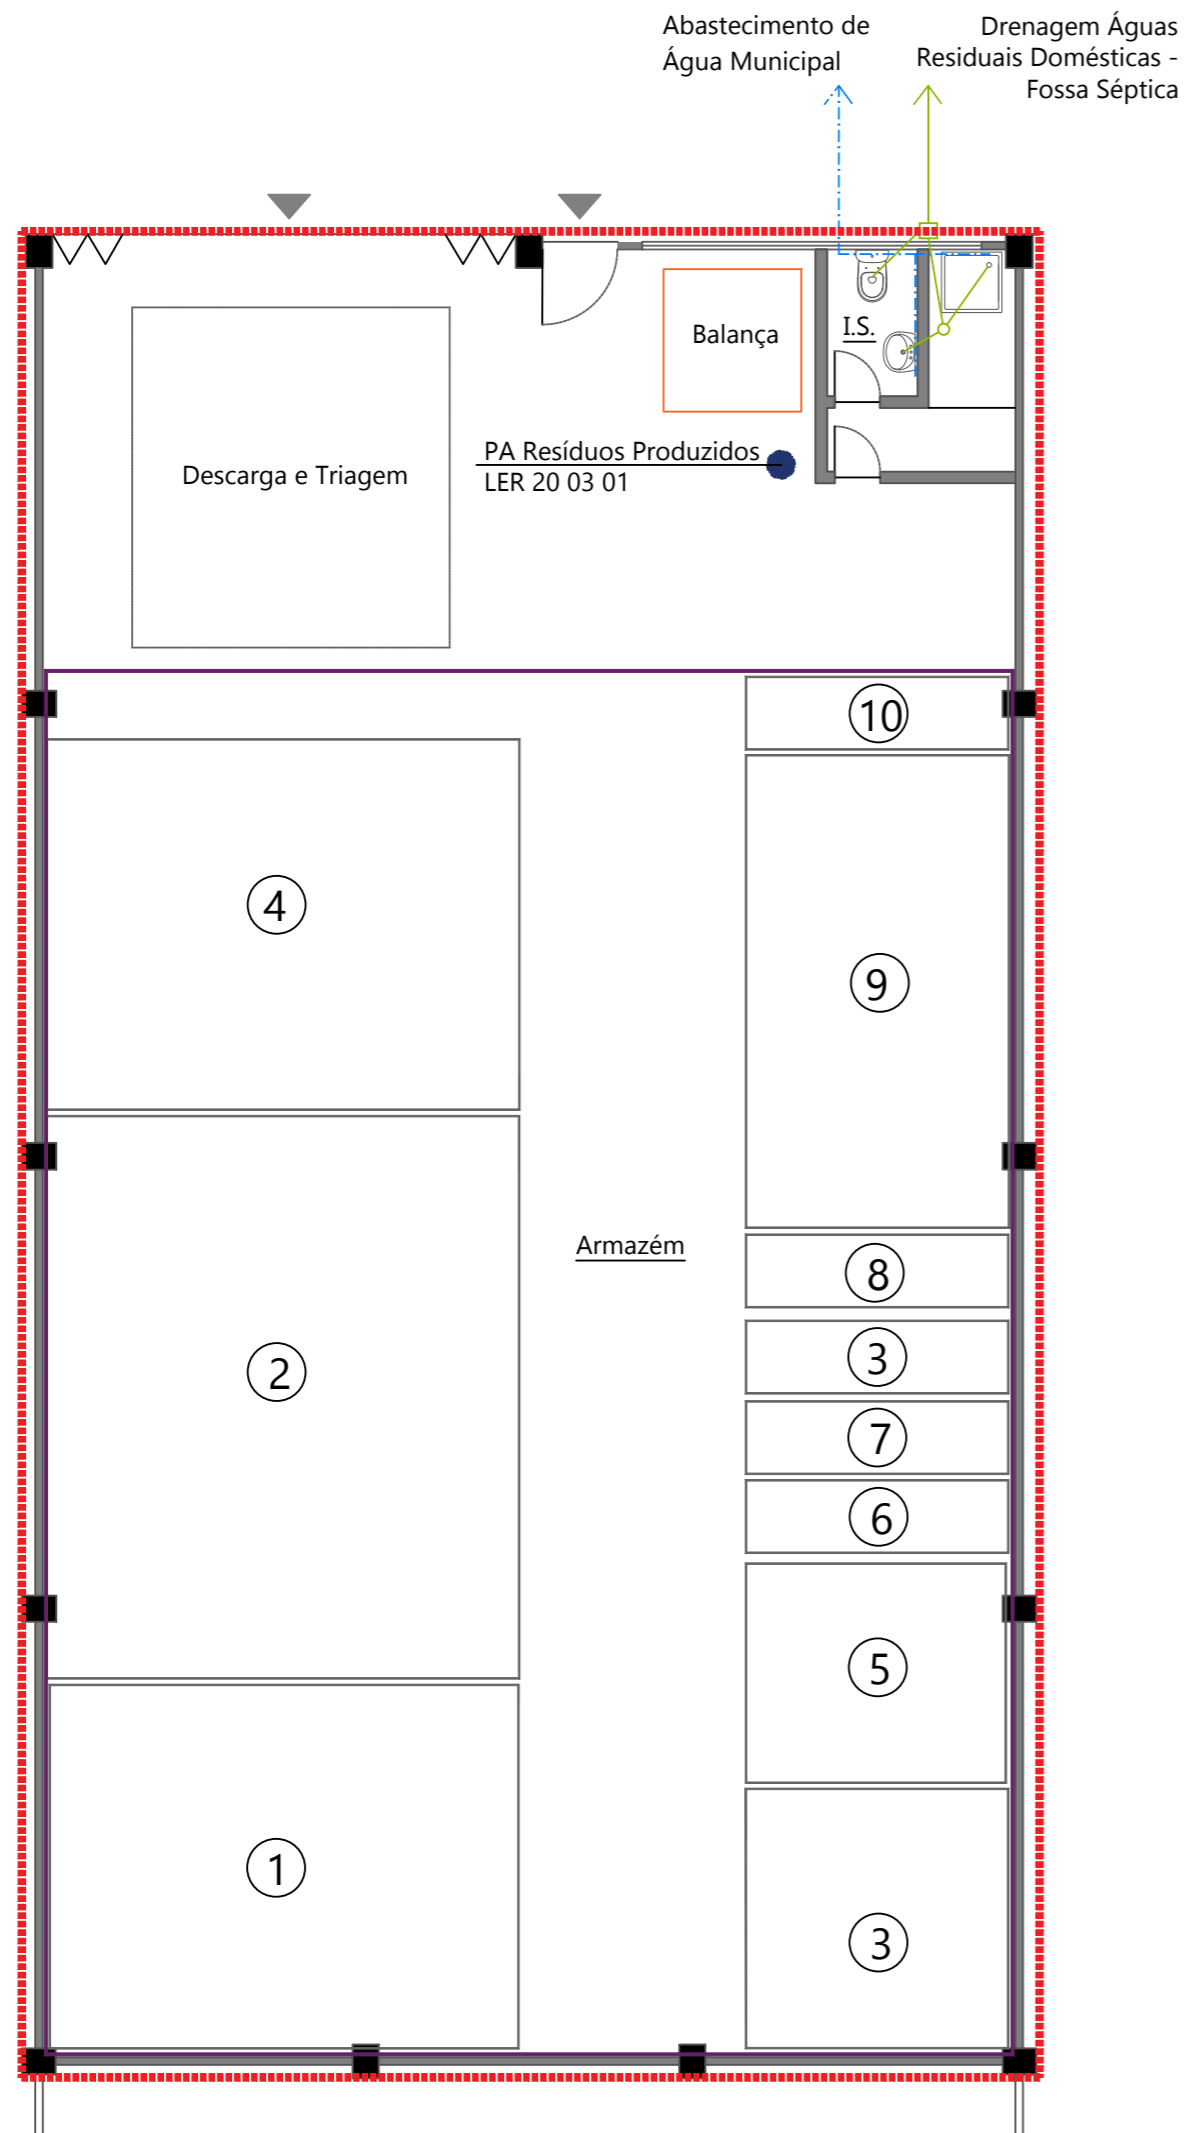 Abastecimento de
Água Municipal
Drenagem Águas
Residuais Domésticas -
Fossa Séptica
Balança
I.S.
PA Resíduos Produzidos
LER 20 03 01
Descarga e Triagem
10
4
9
Armazém
8
3
2
7
6
5
1
3